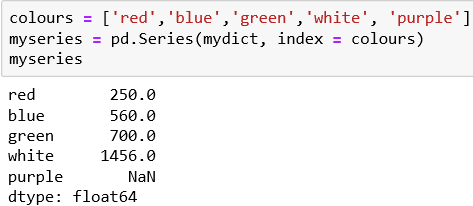 colours = ['red','blue','green','white', 'purple']
myseries = pd.Series(mydict, index = colours)
myseries
red        250.0
blue       560.0
green      700.0
white     1456.0
purple       NaN
dtype: float64